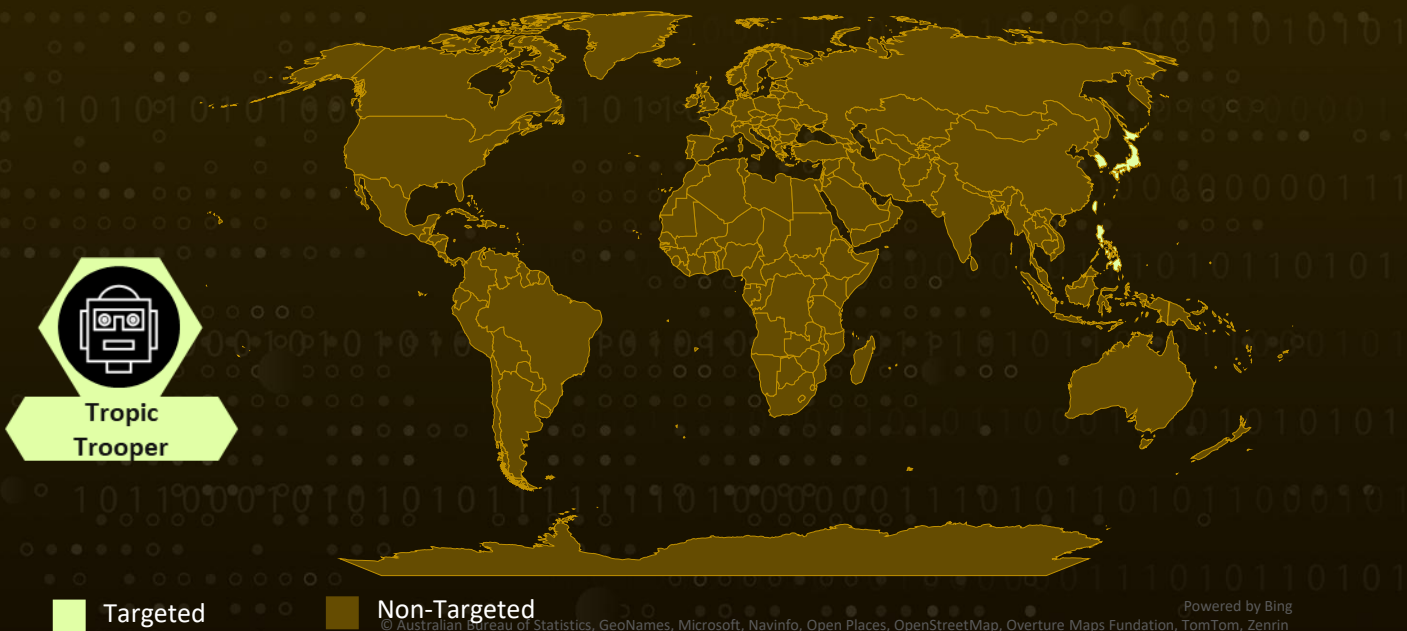 Tropic
Trooper
Targeted
Non-Targeted
Powered by Bing
© Australian Bureau of Statistics, GeoNames, Microsoft, Navinfo, Open Places, OpenStreetMap, Overture Maps Fundation, TomTom, Zenrin